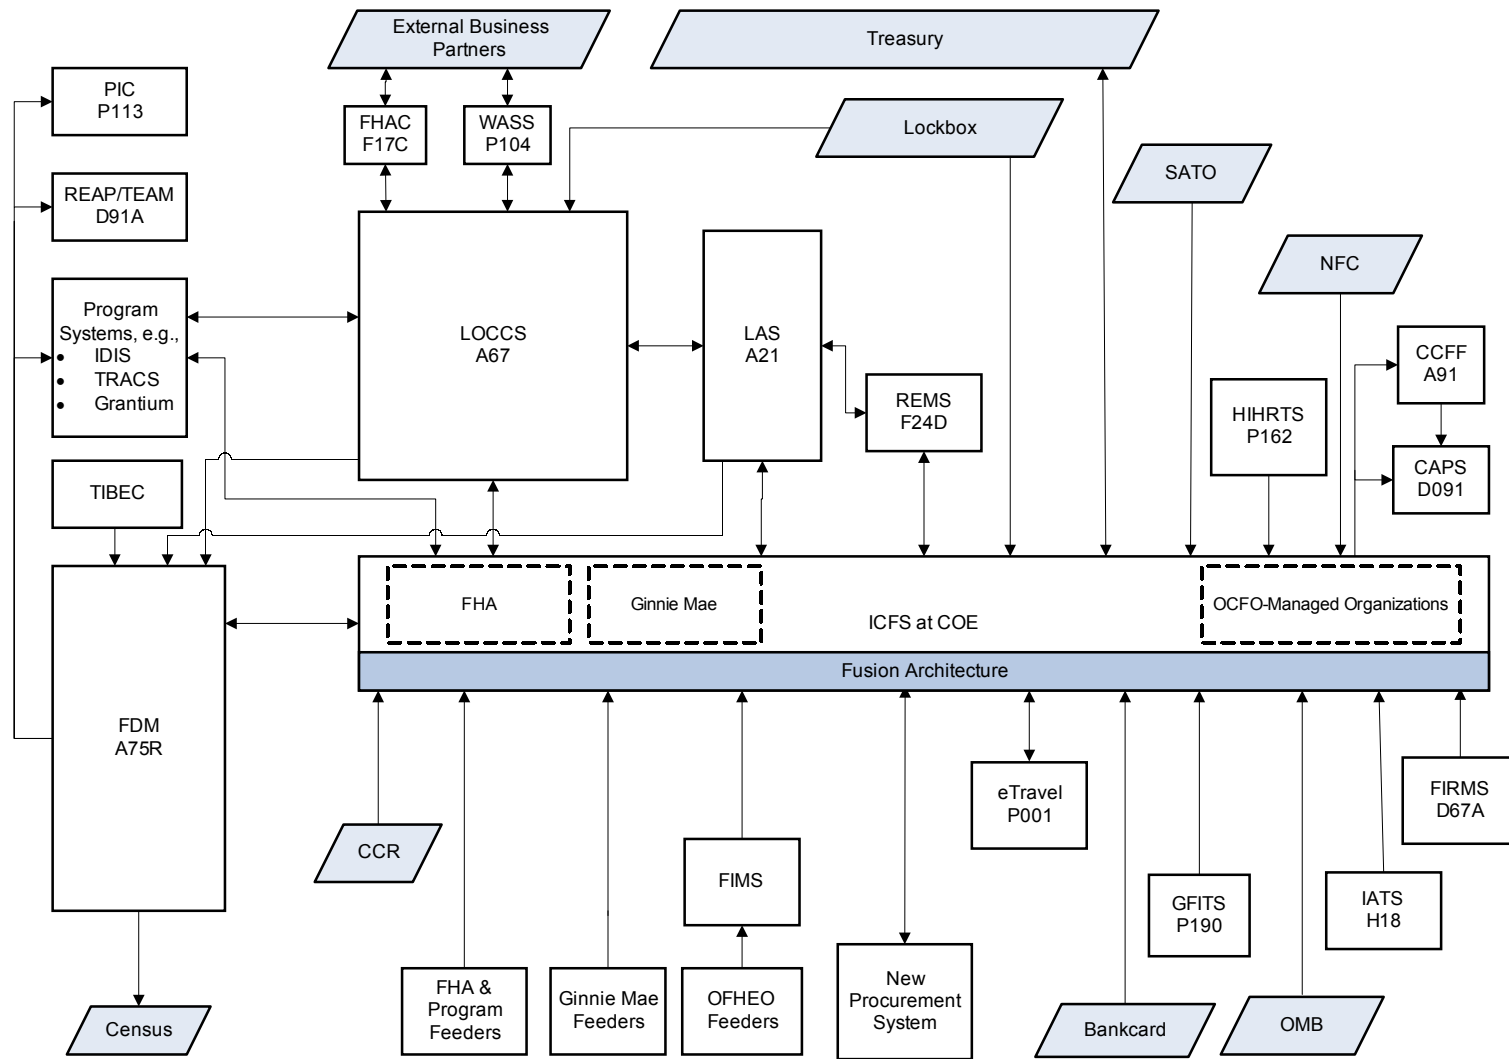 External Business
Partners
Treasury
PIC
P113
FHAC
F17C
WASS
P104
Lockbox
SATO
REAP/TEAM
D91A
NFC
Program
Systems, e.g.,
• IDIS
• TRACS
• Grantium
LOCCS
A67
LAS
A21
REMS
F24D
HIHRTS
P162
CCFF
A91
CAPS
D091
TIBEC
FHA
Ginnie Mae
ICFS at COE
OCFO-Managed Organizations
Fusion Architecture
FDM
A75R
CCR
FIMS
eTravel
P001
GFITS
P190
IATS
H18
FIRMS
D67A
Census
FHA &
Program
Feeders
Ginnie Mae
Feeders
OFHEO
Feeders
New
Procurement
System
Bankcard
OMB